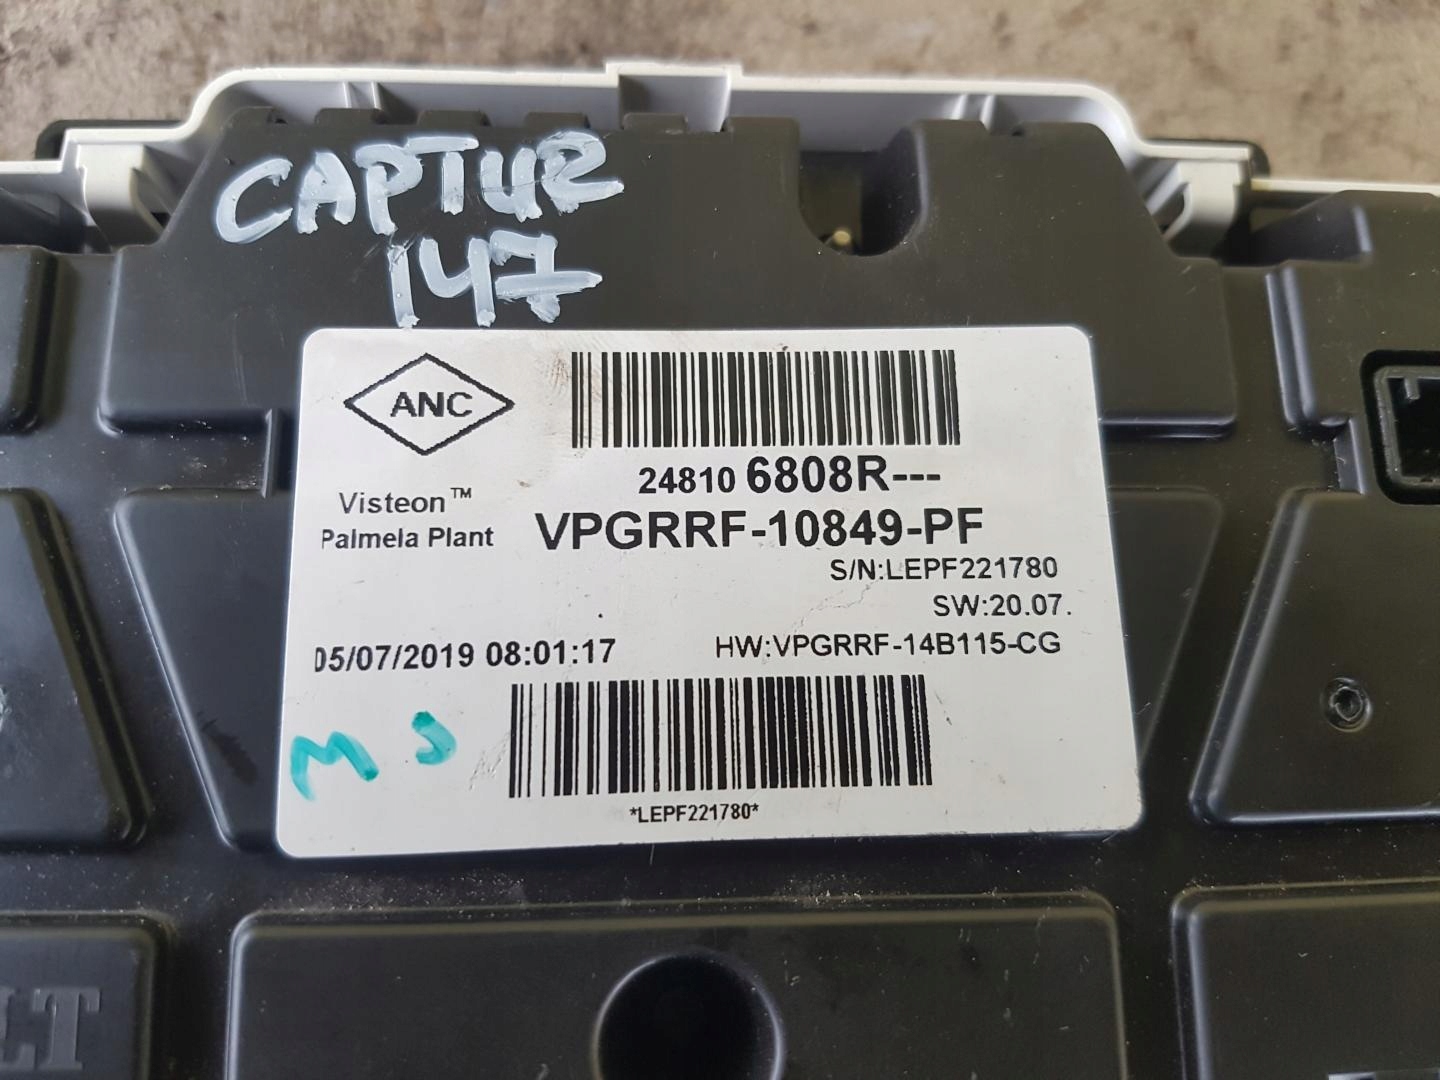 CAPTUR
147
ANC
Visteon™
Palmela Plant
24810 6808R---
VPGRRF-10849-PF
S/N:LEPF221780
SW:20.07.
HW:VPGRRF-14B115-CG
05/07/2019 08:01:17
*LEPF221780*
LT